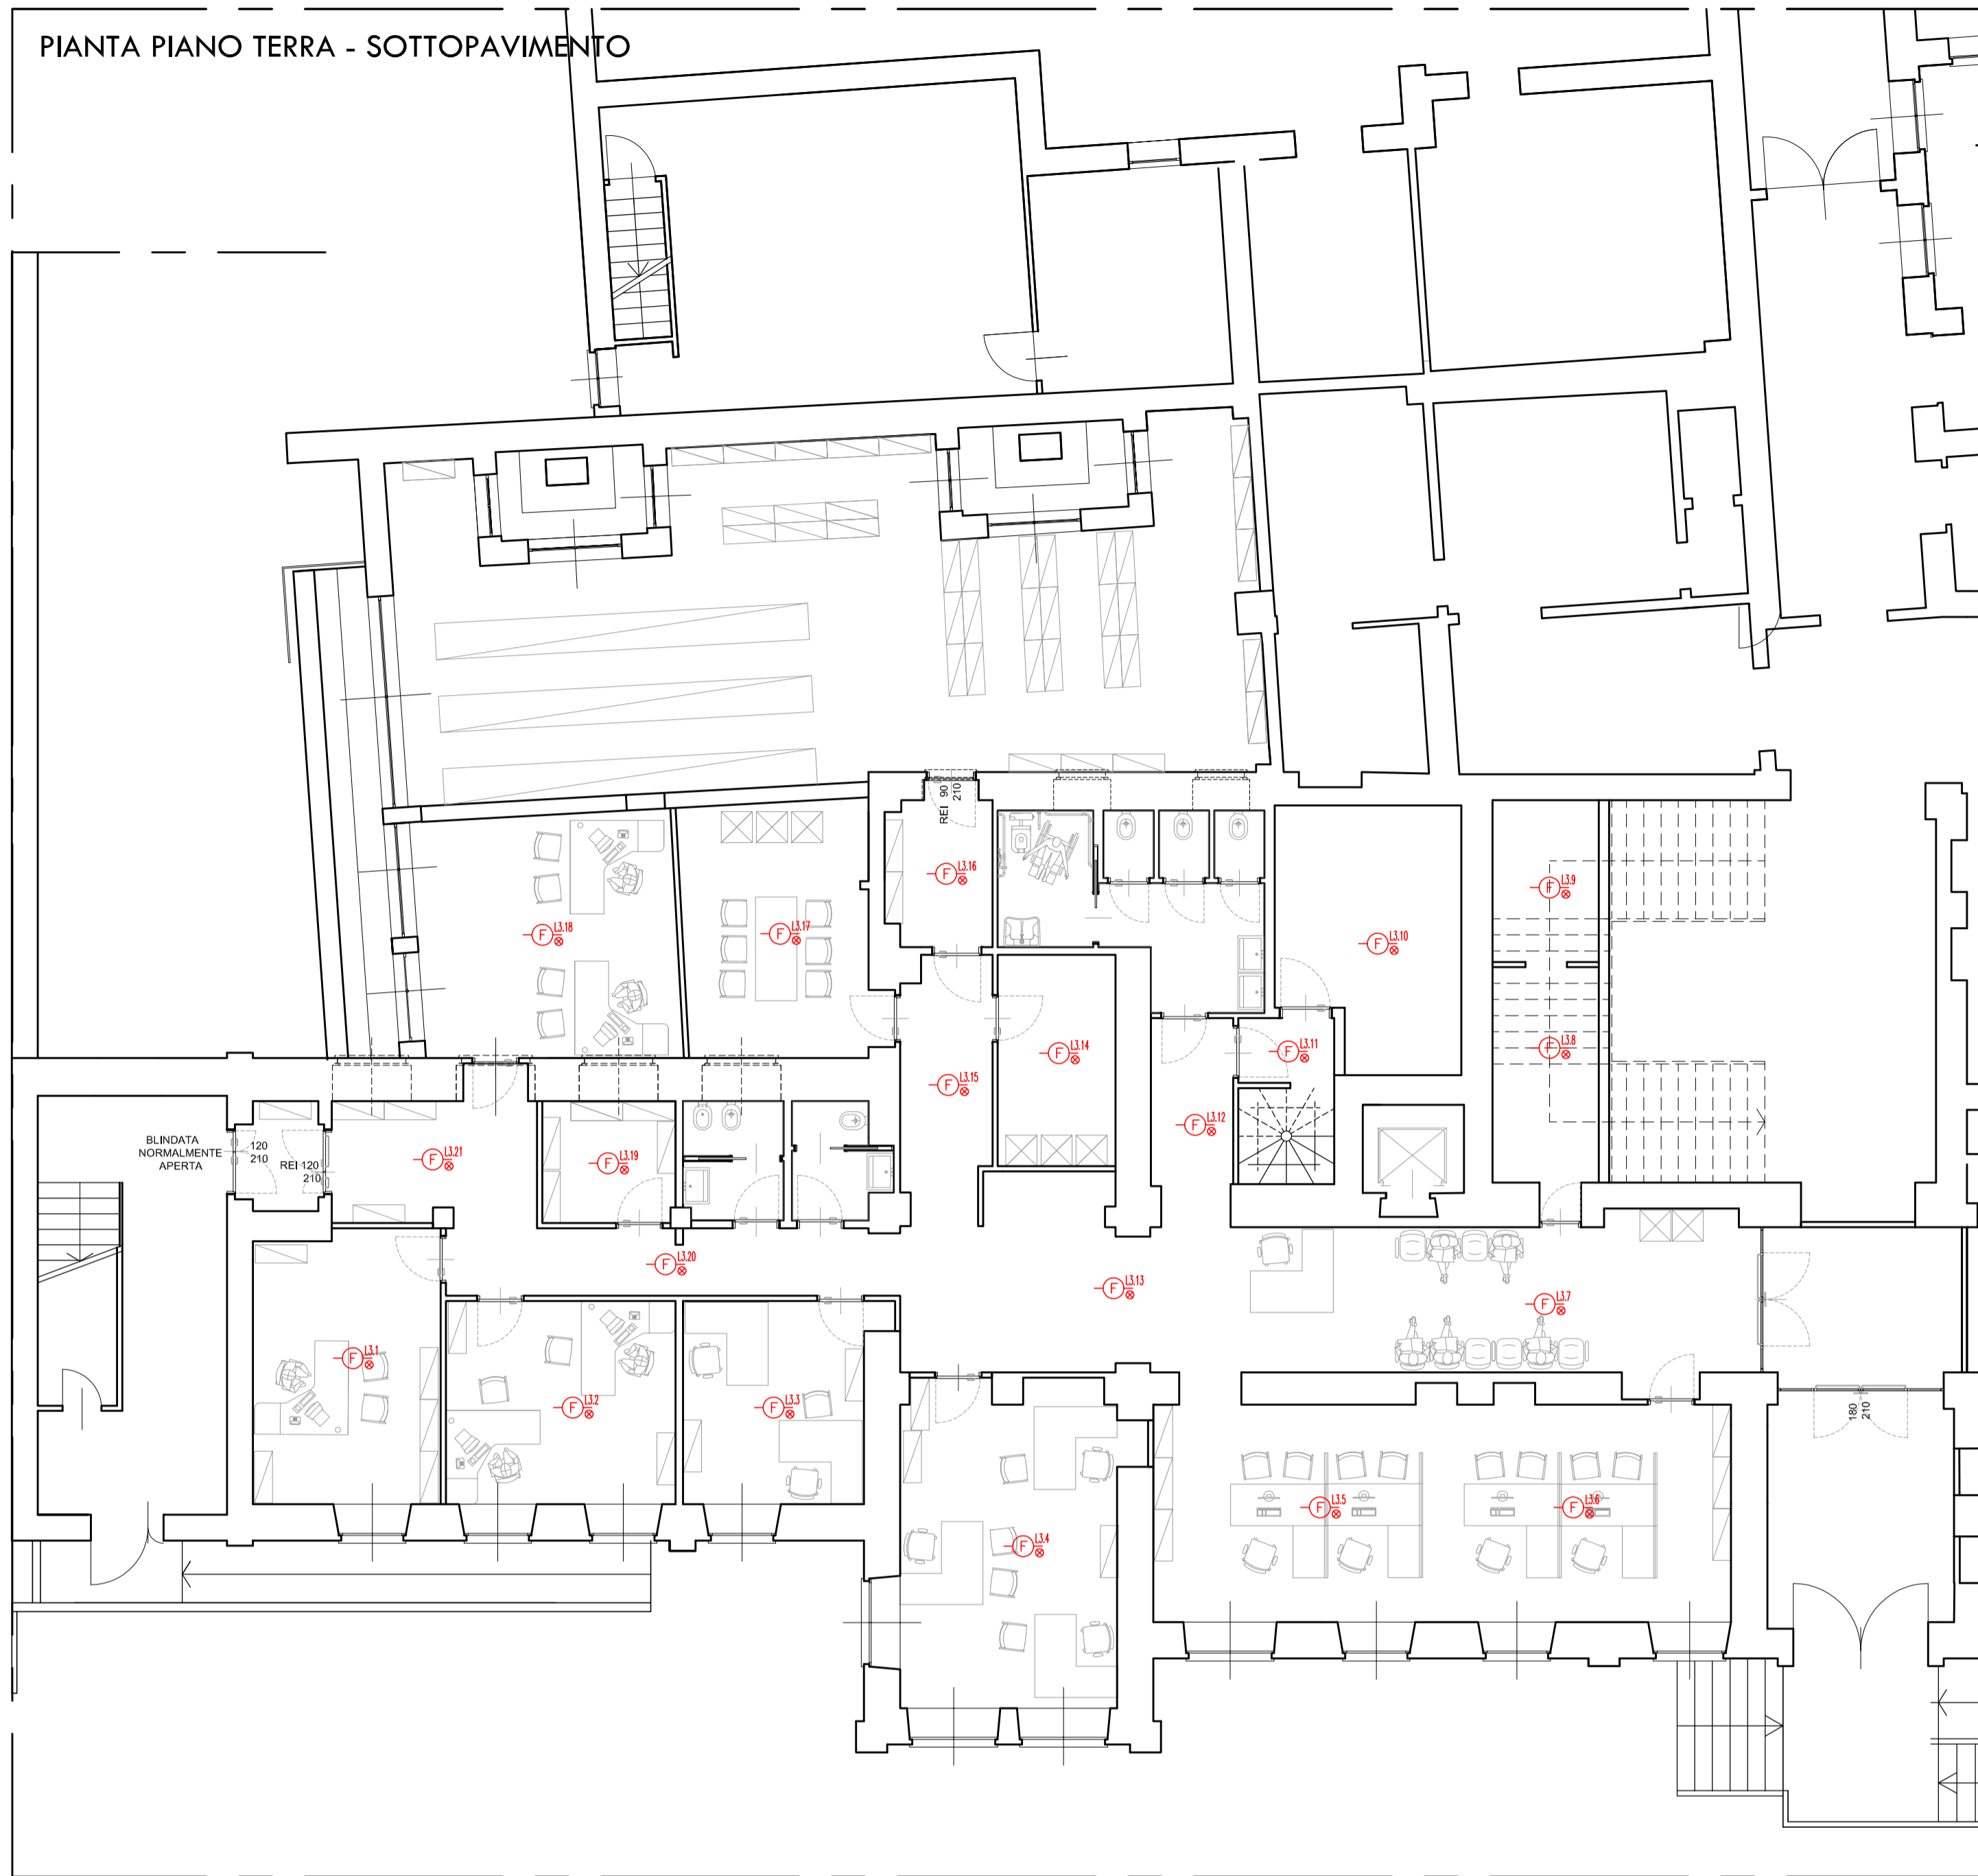 PIANTA PIANO TERRA - SOTTOPAVIMENTO
REI 90
210
F L3.16
F L3.9
F L3.18
F L3.17
F L3.10
F L3.14
F L3.11
F L3.8
F L3.15
F L3.12
BLINDATA
NORMALMENTE
APERTA
120
210
REI 120
210
F L3.21
F L3.19
F L3.20
F L3.13
F L3.7
F L3.1
F L3.2
F L3.3
180
210
F L3.5
F L3.6
F L3.4